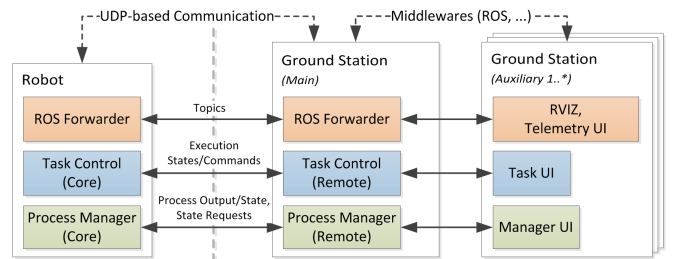 UDP-based Communication
Middlewares (ROS, ...)
Robot
ROS Forwarder
Task Control
(Core)
Process Manager
(Core)
Topics
Execution
States/Commands
Process Output/State,
State Requests
Ground Station
(Main)
ROS Forwarder
Task Control
(Remote)
Process Manager
(Remote)
Ground Station
(Auxiliary 1..*)
RVIZ,
Telemetry UI
Task UI
Manager UI